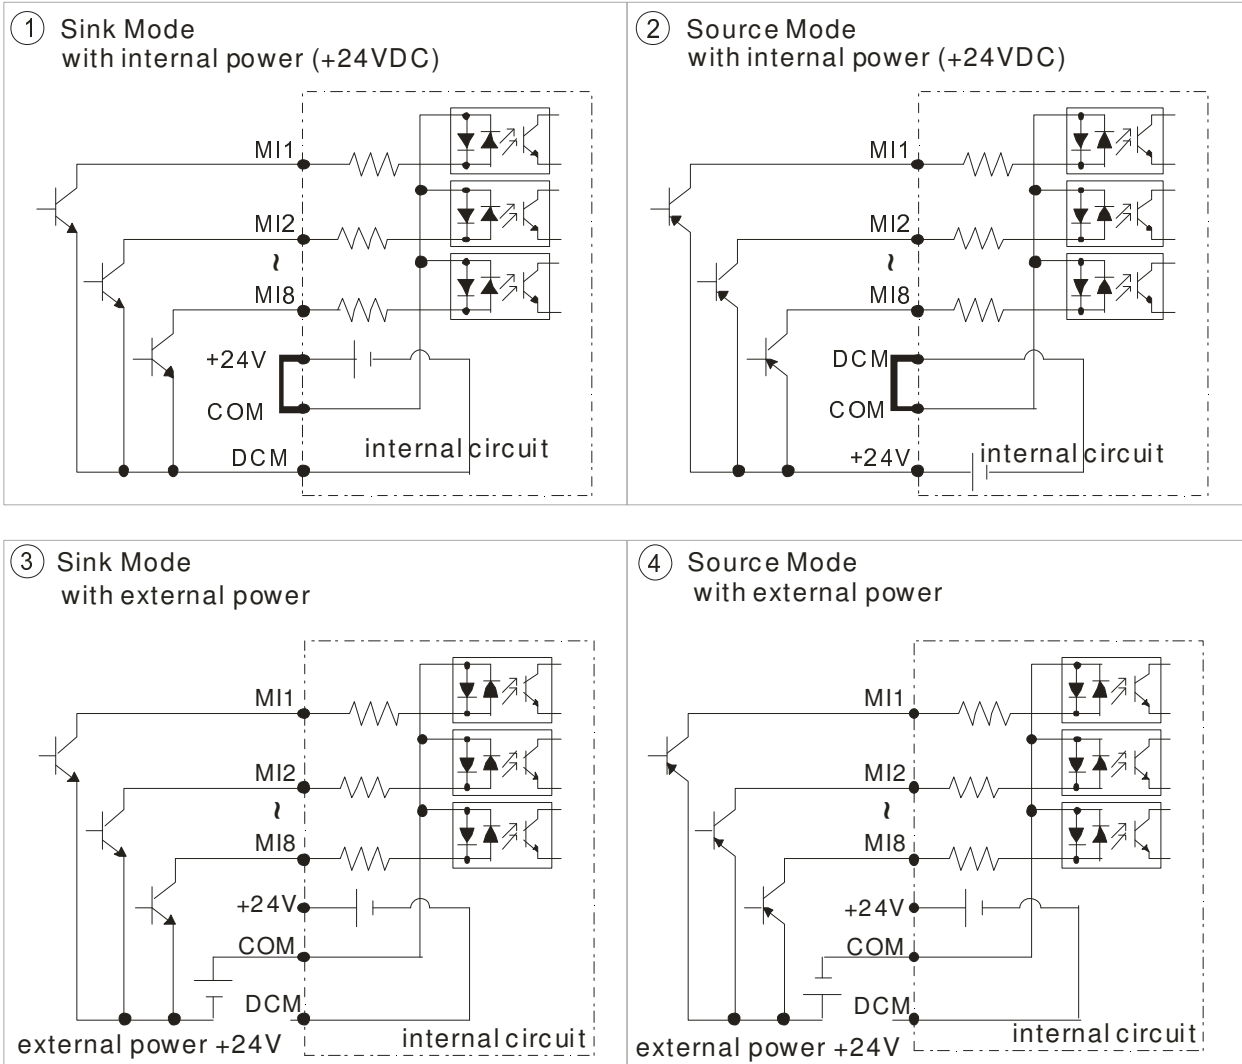 1 Sink Mode
with internal power (+24VDC)
MI1
MI2
~
MI8
+24V
COM
DCM
internal circuit
2 Source Mode
with internal power (+24VDC)
MI1
MI2
~
MI8
DCM
COM
+24V
internal circuit
3 Sink Mode
with external power
MI1
MI2
~
MI8
+24V
COM
DCM
external power +24V
internal circuit
4 Source Mode
with external power
MI1
MI2
~
MI8
+24V
COM
DCM
external power +24V
internal circuit